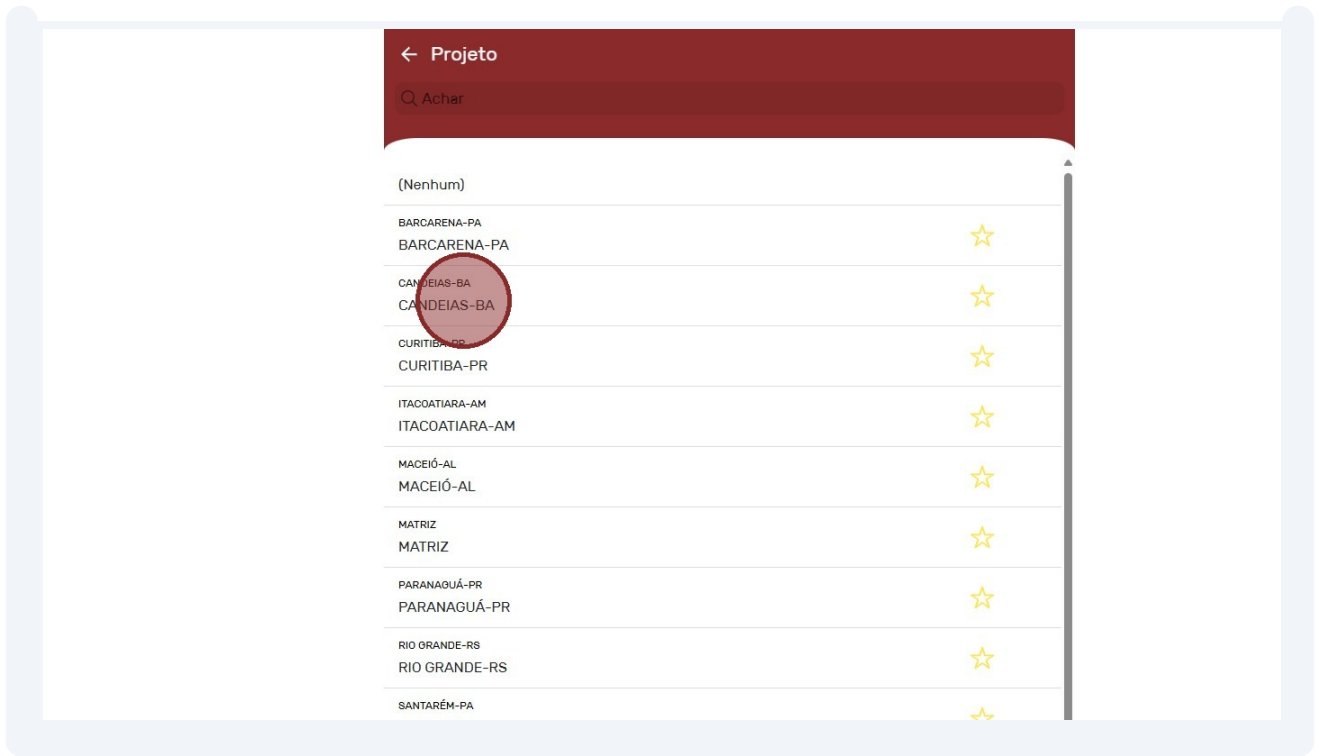 Projeto
Achar
(Nenhum)
BARCARENA-PA
BARCARENA-PA
CANDEIAS-BA
CANDEIAS-BA
CURITIBA-PR
CURITIBA-PR
ITACOATIARA-AM
ITACOATIARA-AM
MACEIÓ-AL
MACEIÓ-AL
MATRIZ
MATRIZ
PARANAGUÁ-PR
PARANAGUÁ-PR
RIO GRANDE-RS
RIO GRANDE-RS
SANTARÉM-PA